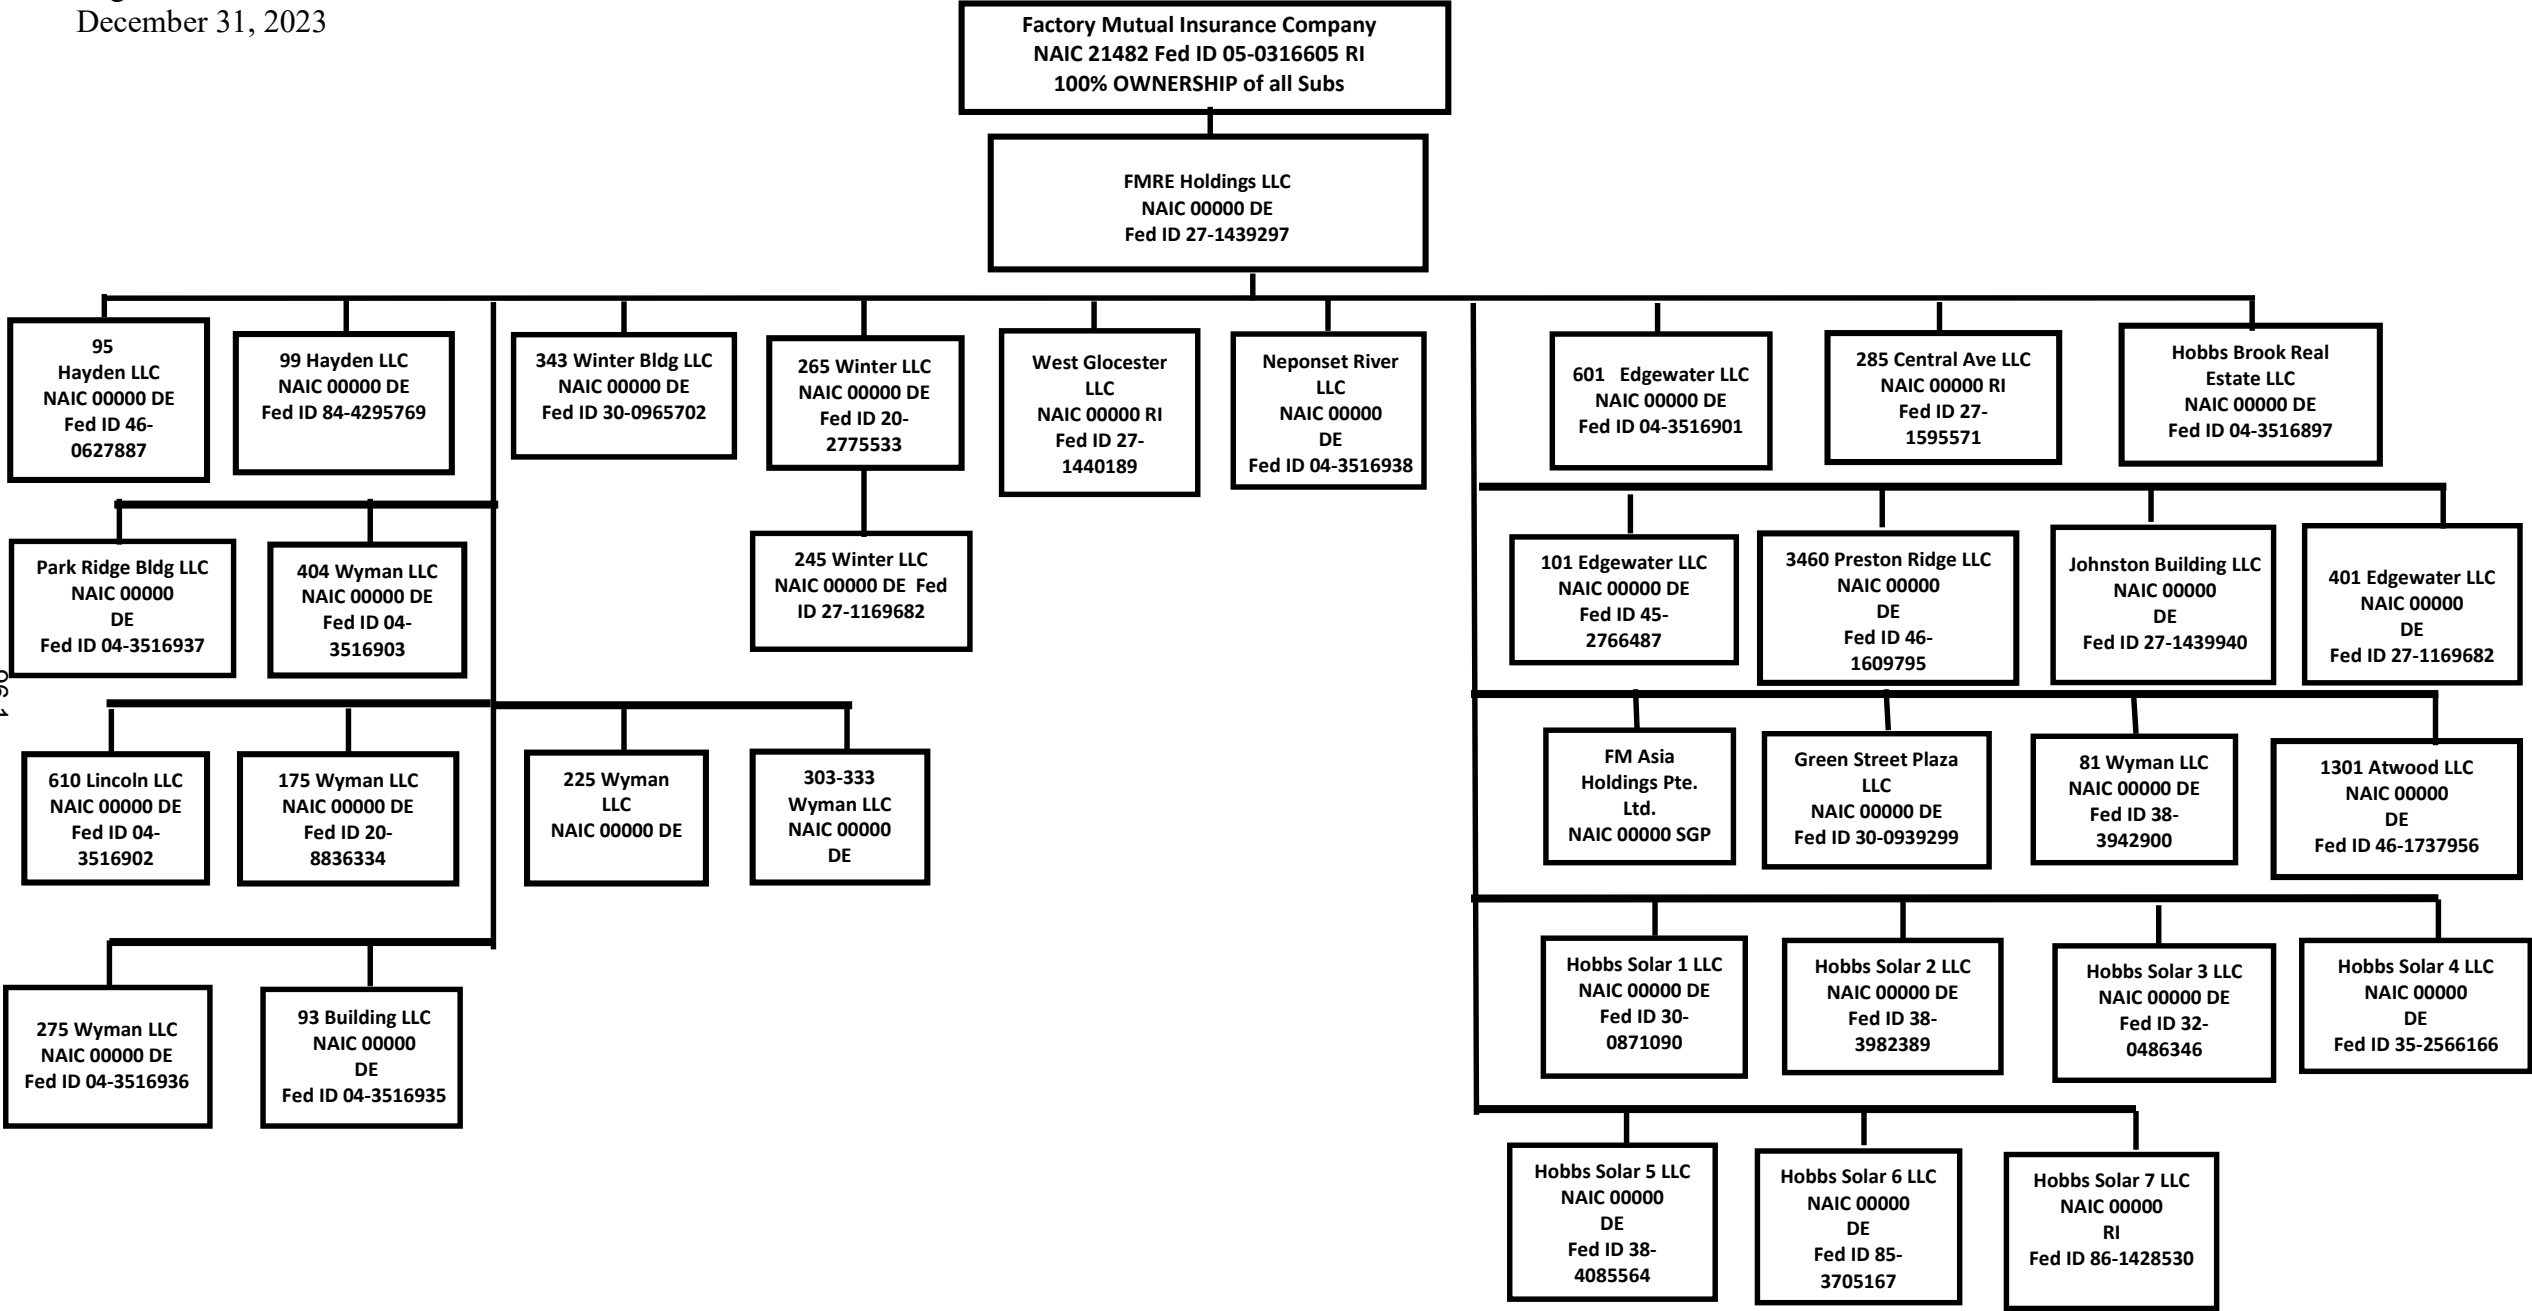 December 31, 2023
Factory Mutual Insurance Company
NAIC 21482 Fed ID 05-0316605 RI
100% OWNERSHIP of all Subs
FMRE Holdings LLC
NAIC 00000 DE
Fed ID 27-1439297
95
Hayden LLC
NAIC 00000 DE
Fed ID 46-
0627887
99 Hayden LLC
NAIC 00000 DE
Fed ID 84-4295769
343 Winter Bldg LLC
NAIC 00000 DE
Fed ID 30-0965702
265 Winter LLC
NAIC 00000 DE
Fed ID 20-
2775533
West Glocester
LLC
NAIC 00000 RI
Fed ID 27-
1440189
Neponset River
LLC
NAIC 00000
DE
Fed ID 04-3516938
601 Edgewater LLC
NAIC 00000 DE
Fed ID 04-3516901
285 Central Ave LLC
NAIC 00000 RI
Fed ID 27-
1595571
Hobbs Brook Real
Estate LLC
NAIC 00000 DE
Fed ID 04-3516897
Park Ridge Bldg LLC
NAIC 00000
DE
Fed ID 04-3516937
404 Wyman LLC
NAIC 00000 DE
Fed ID 04-
3516903
245 Winter LLC
NAIC 00000 DE Fed
ID 27-1169682
101 Edgewater LLC
NAIC 00000 DE
Fed ID 45-
2766487
3460 Preston Ridge LLC
NAIC 00000
DE
Fed ID 46-
1609795
Johnston Building LLC
NAIC 00000
DE
Fed ID 27-1439940
401 Edgewater LLC
NAIC 00000
DE
Fed ID 27-1169682
610 Lincoln LLC
NAIC 00000 DE
Fed ID 04-
3516902
175 Wyman LLC
NAIC 00000 DE
Fed ID 20-
8836334
225 Wyman
LLC
NAIC 00000 DE
303-333
Wyman LLC
NAIC 00000
DE
FM Asia
Holdings Pte.
Ltd.
NAIC 00000 SGP
Green Street Plaza
LLC
NAIC 00000 DE
Fed ID 30-0939299
81 Wyman LLC
NAIC 00000 DE
Fed ID 38-
3942900
1301 Atwood LLC
NAIC 00000
DE
Fed ID 46-1737956
275 Wyman LLC
NAIC 00000 DE
Fed ID 04-3516936
93 Building LLC
NAIC 00000
DE
Fed ID 04-3516935
Hobbs Solar 1 LLC
NAIC 00000 DE
Fed ID 30-
0871090
Hobbs Solar 2 LLC
NAIC 00000 DE
Fed ID 38-
3982389
Hobbs Solar 3 LLC
NAIC 00000 DE
Fed ID 32-
0486346
Hobbs Solar 4 LLC
NAIC 00000
DE
Fed ID 35-2566166
Hobbs Solar 5 LLC
NAIC 00000
DE
Fed ID 38-
4085564
Hobbs Solar 6 LLC
NAIC 00000
DE
Fed ID 85-
3705167
Hobbs Solar 7 LLC
NAIC 00000
RI
Fed ID 86-1428530